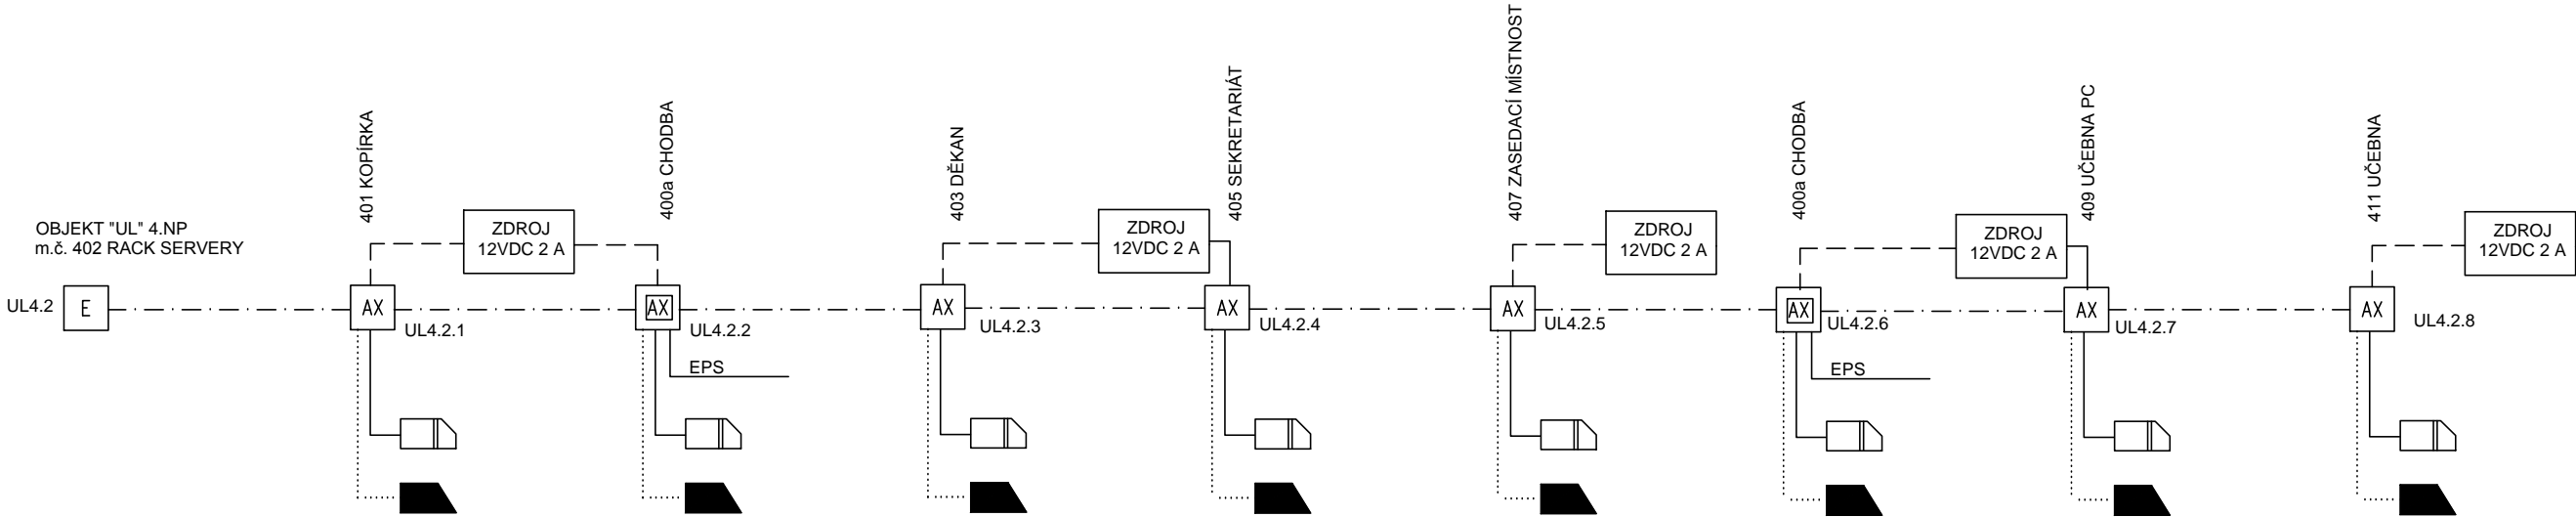 401 KOPÍRKA
400a CHODBA
403 DĚKAN
405 SEKRETARIÁT
407 ZASEDACÍ MÍSTNOST
400a CHODBA
409 UČEBNA PC
411 UČEBNA
OBJEKT "UL" 4.NP
m.č. 402 RACK SERVERY
ZDROJ
12VDC 2 A
ZDROJ
12VDC 2 A
ZDROJ
12VDC 2 A
ZDROJ
12VDC 2 A
ZDROJ
12VDC 2 A
UL4.2
E
AX
UL4.2.1
AX
UL4.2.2
AX
UL4.2.3
AX
UL4.2.4
AX
UL4.2.5
AX
UL4.2.6
AX
UL4.2.7
AX
UL4.2.8
EPS
EPS